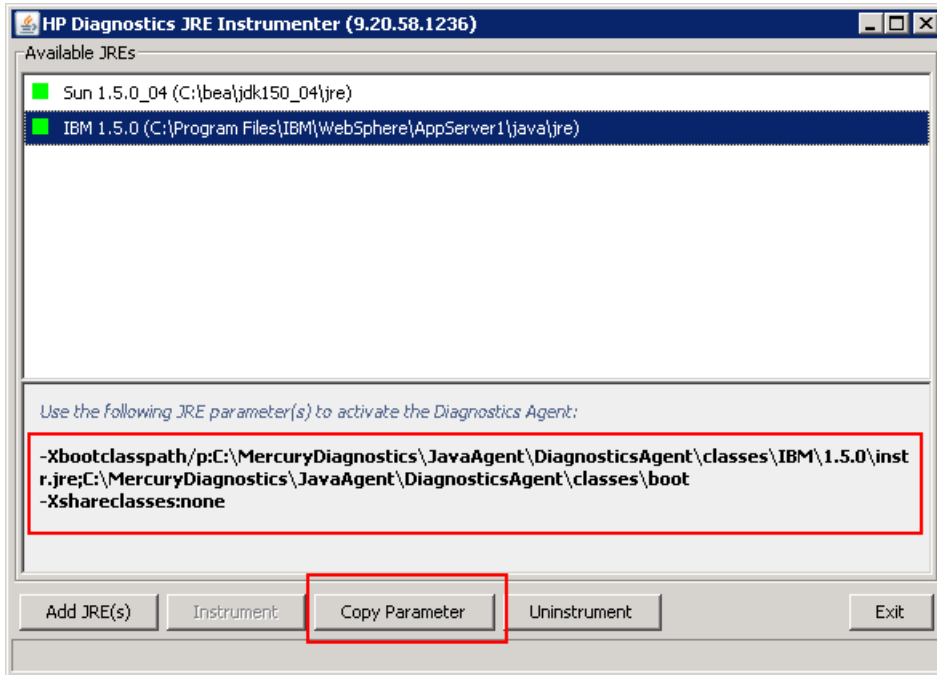 HP Diagnostics JRE Instrumenter (9.20.58.1236)
Available JREs
Sun 1.5.0_04 (C:\bea\jdk150_04\jre)
IBM 1.5.0 (C:\Program Files\IBM\WebSphere\AppServer1\java\jre)
Use the following JRE parameter(s) to activate the Diagnostics Agent:
-Xbootclasspath/p:C:\MercuryDiagnostics\JavaAgent\DiagnosticsAgent\classes\IBM\1.5.0\inst
r.jre;C:\MercuryDiagnostics\JavaAgent\DiagnosticsAgent\classes\boot
-Xshareclasses:none
Add JRE(s) Instrument Copy Parameter Uninstrument Exit